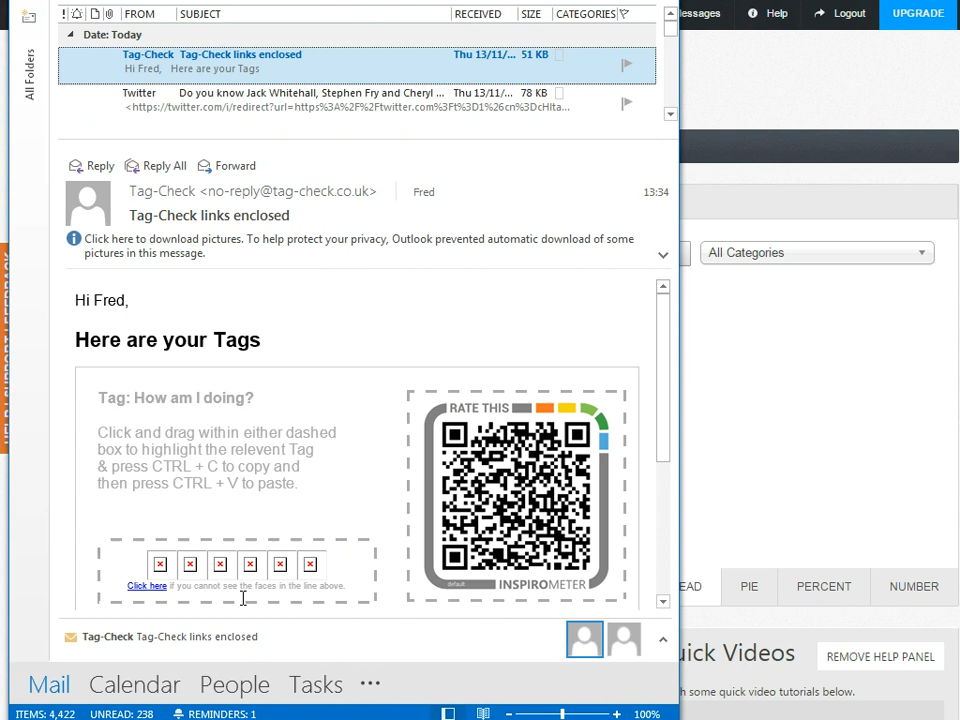 FROM SUBJECT RECEIVED SIZE CATEGORIES
Date: Today
Tag-Check Tag-Check links enclosed Thu 13/11/... 51 KB
Hi Fred, Here are your Tags
Twitter Do you know Jack Whitehall, Stephen Fry and Cheryl ... Thu 13/11/... 78 KB
<https://twitter.com/i/redirect?url=https%3A%2F%2Ftwitter.com%3Ft%3D1%26cn%3DcHlta...
All Folders
Reply Reply All Forward
Tag-Check <no-reply@tag-check.co.uk> Fred 13:34
Tag-Check links enclosed
Click here to download pictures. To help protect your privacy, Outlook prevented automatic download of some
pictures in this message.
Hi Fred,
Here are your Tags
Tag: How am I doing?
Click and drag within either dashed
box to highlight the relevent Tag
& press CTRL + C to copy and
then press CTRL + V to paste.
Click here if you cannot see the faces in the line above.
RATE THIS
default INSPIROMETER
Tag-Check Tag-Check links enclosed
Mail Calendar People Tasks ...
ITEMS: 4,422 UNREAD: 238 REMINDERS: 1 100%
essages Help Logout UPGRADE
All Categories
EAD PIE PERCENT NUMBER
uick Videos REMOVE HELP PANEL
h some quick video tutorials below.